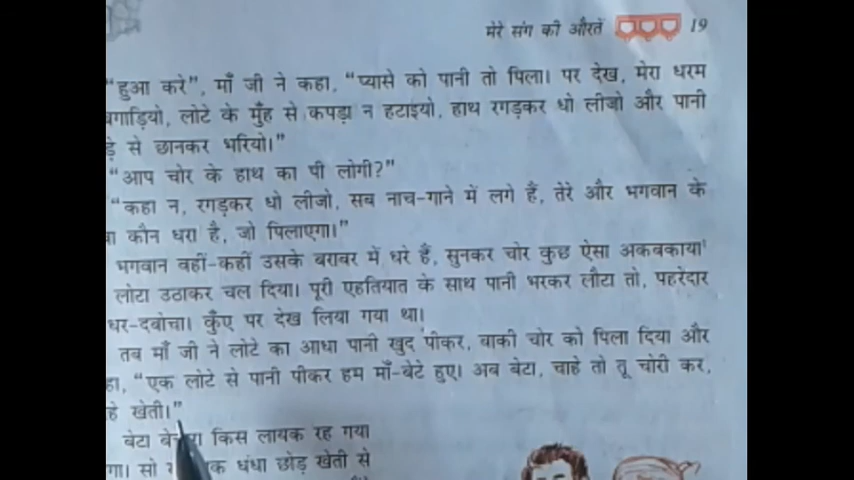 मेरे संग की औरतें 19
“हुआ करे”, माँ जी ने कहा, “प्यासे को पानी तो पिला। पर देख, मेरा धरम
बगाड़ियो, लोटे के मुँह से कपड़ा न हटाइयो, हाथ रगड़कर धो लीजो और पानी
ड़े से छानकर भरियो।”
“आप चोर के हाथ का पी लोगी?”
“कहा न, रगड़कर धो लीजो, सब नाच-गाने में लगे हैं, तेरे और भगवान के
कौन धरा है, जो पिलाएगा।”
भगवान वहीं-कहीं उसके बराबर में धरे हैं, सुनकर चोर कुछ ऐसा अकबकाया
लोटा उठाकर चल दिया। पूरी एहतियात के साथ पानी भरकर लौटा तो, पहरेदार
धर-दबोचा। कुँए पर देख लिया गया था।
तब माँ जी ने लोटे का आधा पानी खुद पीकर, बाकी चोर को पिला दिया और
हा, “एक लोटे से पानी पीकर हम माँ-बेटे हुए। अब बेटा, चाहे तो तू चोरी कर,
हे खेती।”
बेटा किस लायक रह गया
गा। सो धंधा छोड़ खेती से